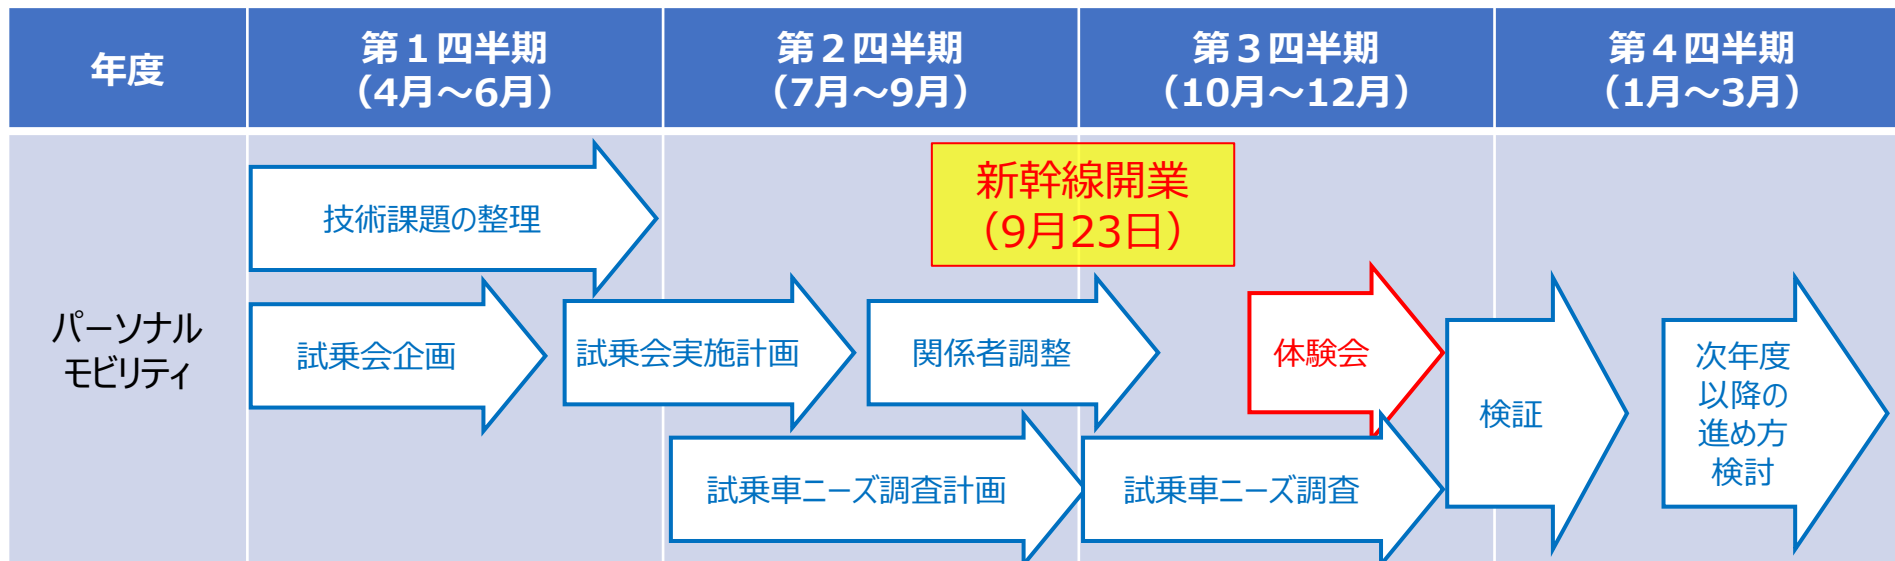 年度
第１四半期
（4月～6月）
第２四半期
（7月～9月）
第３四半期
（10月～12月）
第４四半期
（1月～3月）
パーソナル
モビリティ
技術課題の整理
新幹線開業
（9月23日）
試乗会企画
試乗会実施計画
関係者調整
体験会
検証
次年度
以降の
進め方
検討
試乗車ニーズ調査計画
試乗車ニーズ調査